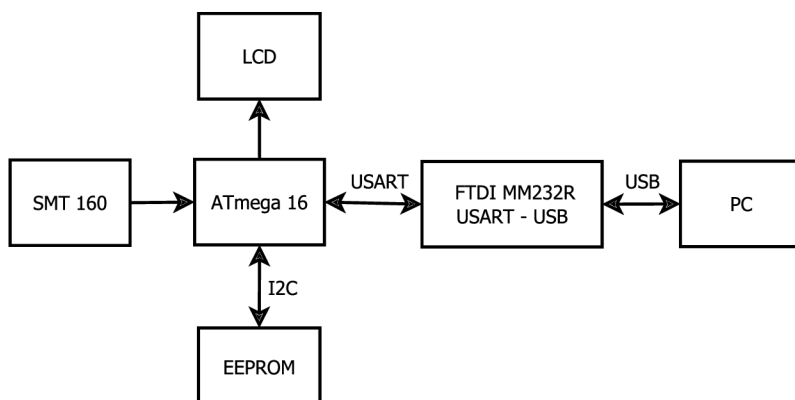 LCD
SMT 160
ATmega 16
USART
FTDI MM232R
USART - USB
USB
PC
I2C
EEPROM